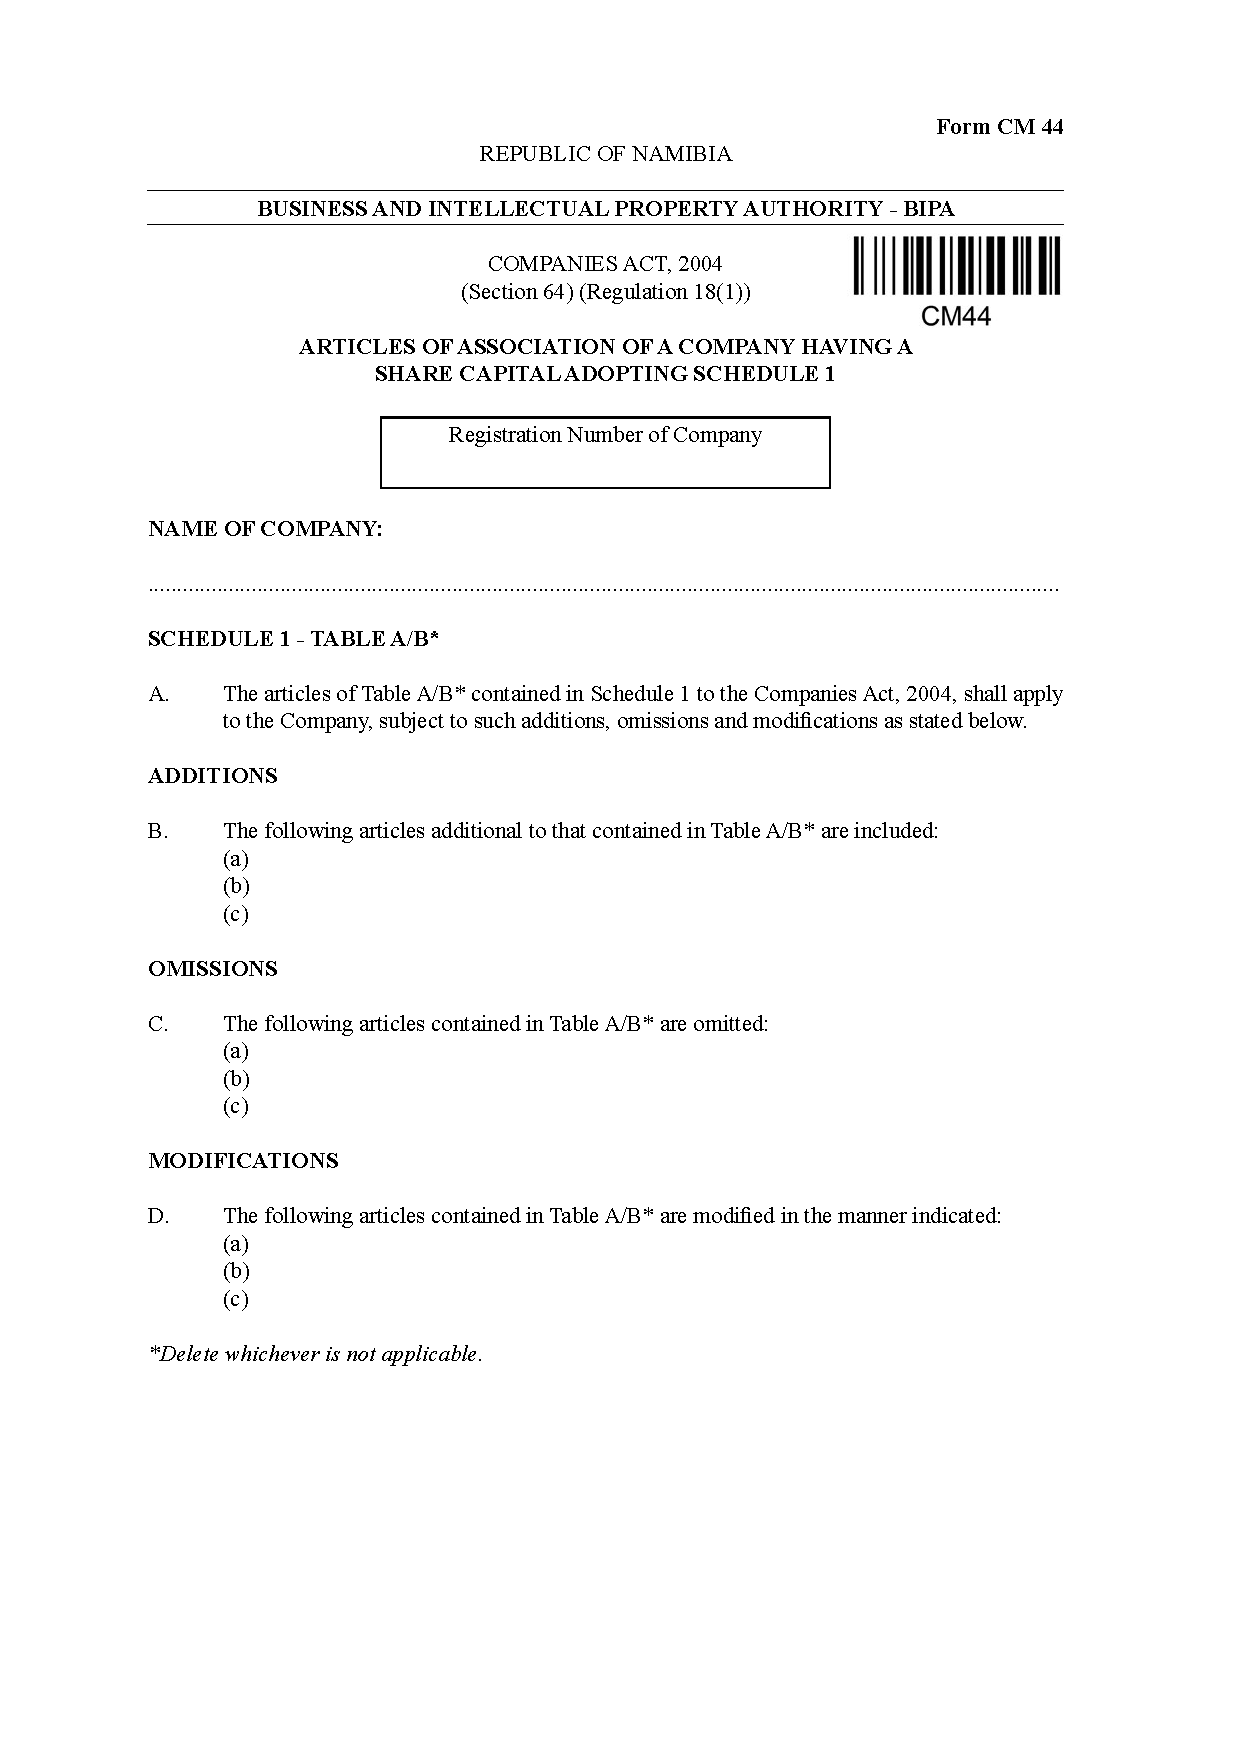 Form CM 44
REPUBLIC OF NAMIBIA
BUSINESS AND INTELLECTUAL PROPERTY AUTHORITY - BIPA
COMPANIES ACT, 2004
(Section 64) (Regulation 18(1))
CM44
ARTICLES OF ASSOCIATION OF A COMPANY HAVING A
SHARE CAPITAL ADOPTING SCHEDULE 1
Registration Number of Company
NAME OF COMPANY:
................................................................................................................................................................
SCHEDULE 1 - TABLE A/B*
A. The articles of Table A/B* contained in Schedule 1 to the Companies Act, 2004, shall apply
to the Company, subject to such additions, omissions and modifications as stated below.
ADDITIONS
B. The following articles additional to that contained in Table A/B* are included:
(a)
(b)
(c)
OMISSIONS
C. The following articles contained in Table A/B* are omitted:
(a)
(b)
(c)
MODIFICATIONS
D. The following articles contained in Table A/B* are modified in the manner indicated:
(a)
(b)
(c)
*Delete whichever is not applicable.